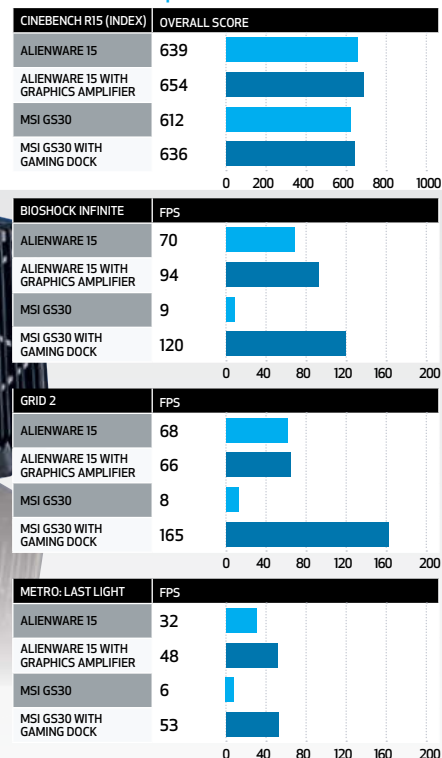 CINEBENCH R15 (INDEX) OVERALL SCORE
ALIENWARE 15 639
ALIENWARE 15 WITH
GRAPHICS AMPLIFIER 654
MSI GS30 612
MSI GS30 WITH
GAMING DOCK 636
0 200 400 600 800 1000
BIOSHOCK INFINITE FPS
ALIENWARE 15 70
ALIENWARE 15 WITH
GRAPHICS AMPLIFIER 94
MSI GS30 9
MSI GS30 WITH
GAMING DOCK 120
0 40 80 120 160 200
GRID 2 FPS
ALIENWARE 15 68
ALIENWARE 15 WITH
GRAPHICS AMPLIFIER 66
MSI GS30 8
MSI GS30 WITH
GAMING DOCK 165
0 40 80 120 160 200
METRO: LAST LIGHT FPS
ALIENWARE 15 32
ALIENWARE 15 WITH
GRAPHICS AMPLIFIER 48
MSI GS30 6
MSI GS30 WITH
GAMING DOCK 53
0 40 80 120 160 200